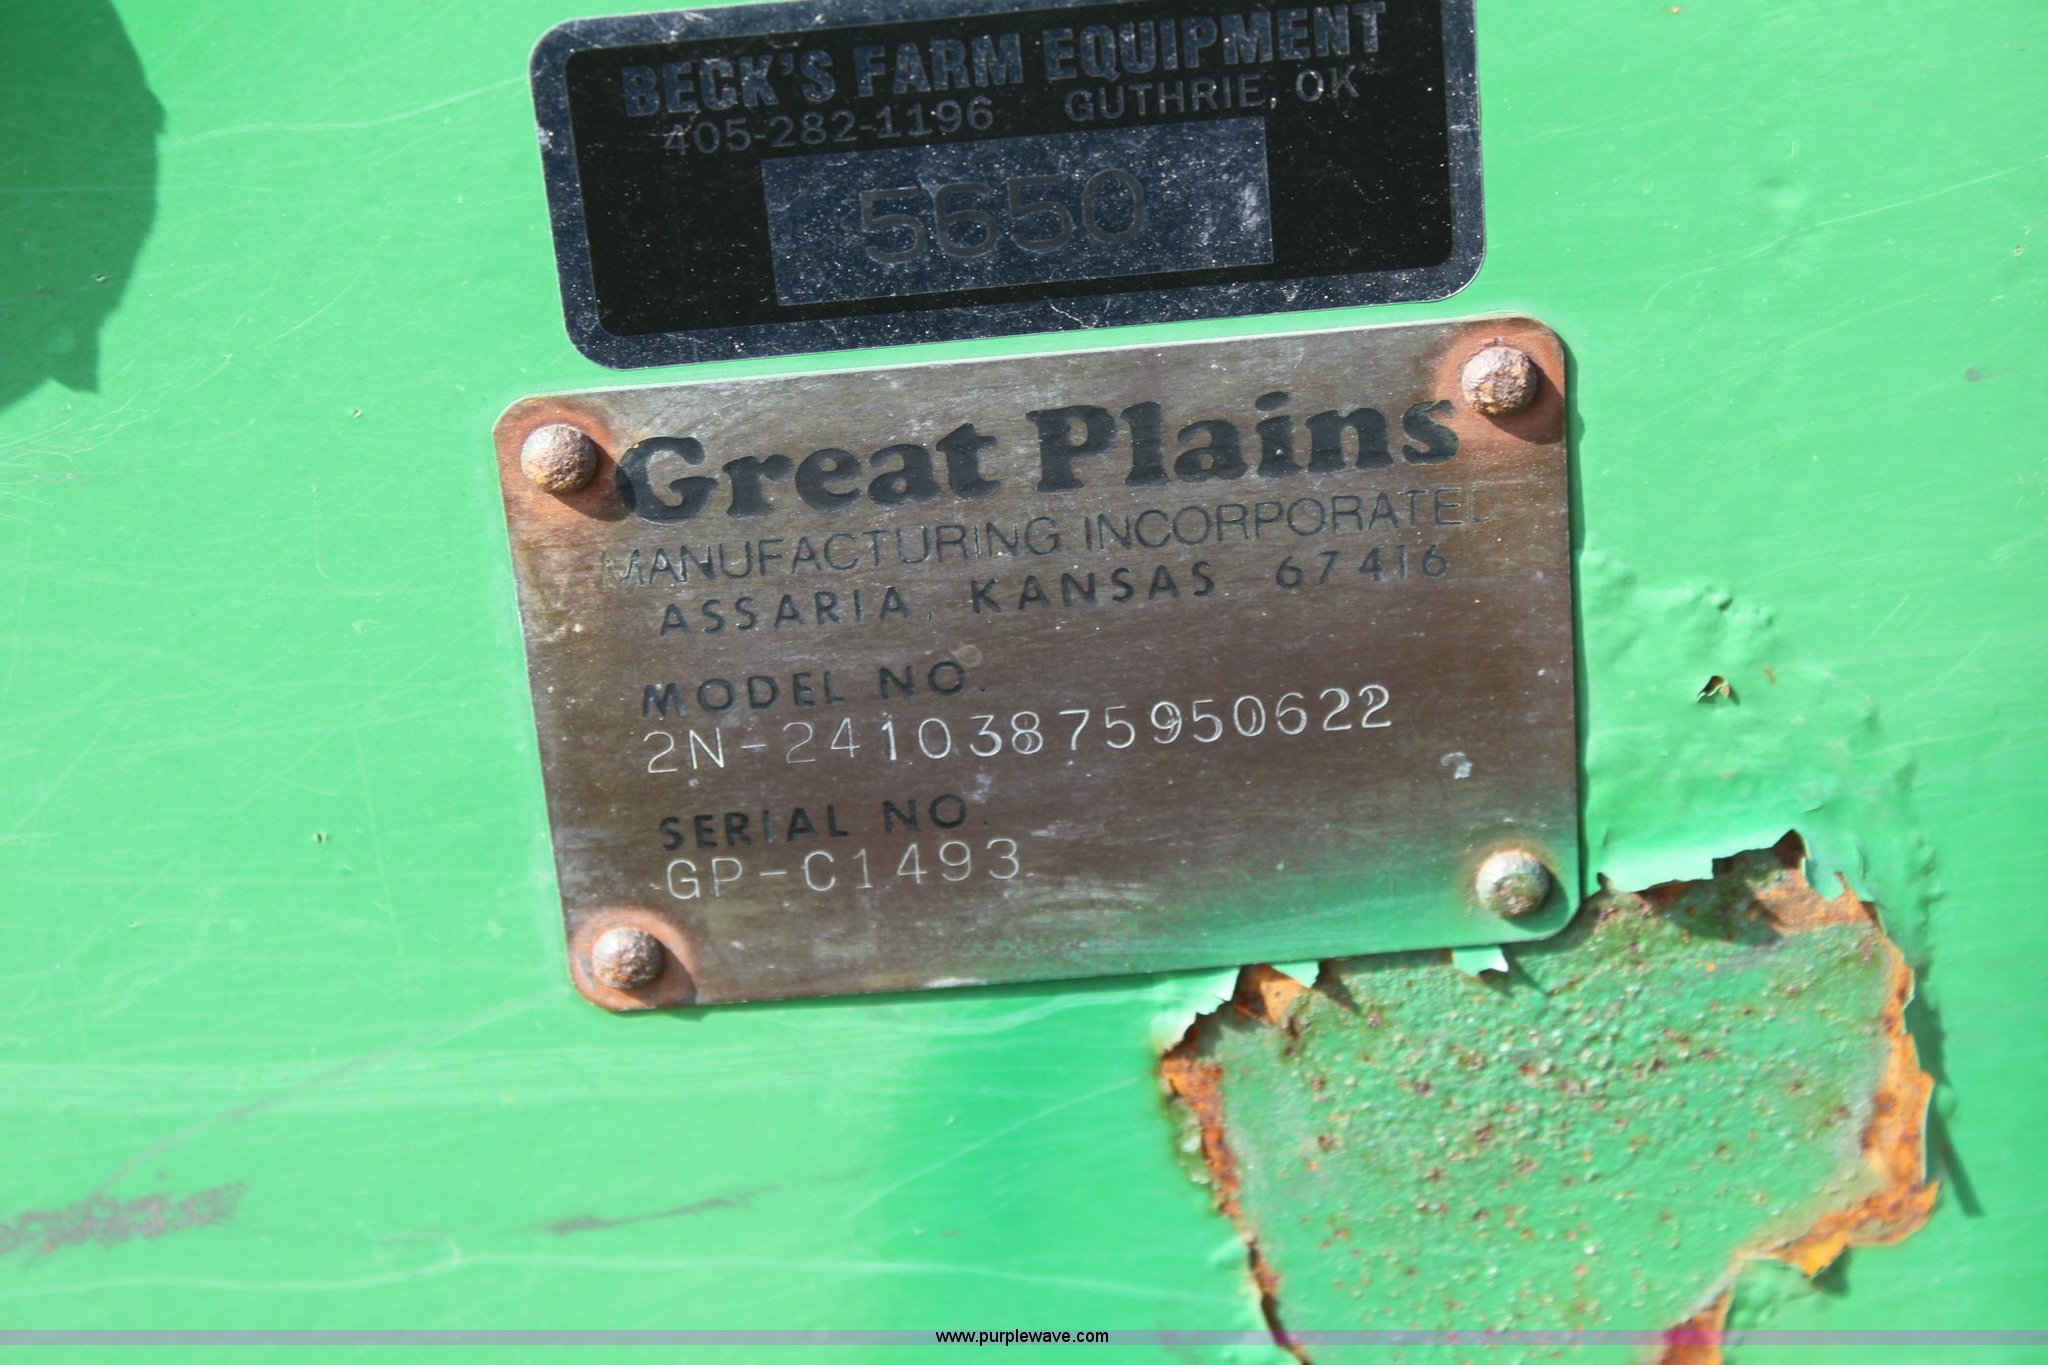 BECK'S FARM EQUIPMENT
405-282-1196 GUTHRIE, OK
5650
Great Plains
MANUFACTURING INCORPORATED
ASSARIA, KANSAS 67416
MODEL NO.
2N-24103875950622
SERIAL NO.
GP-C1493
www.purplewave.com